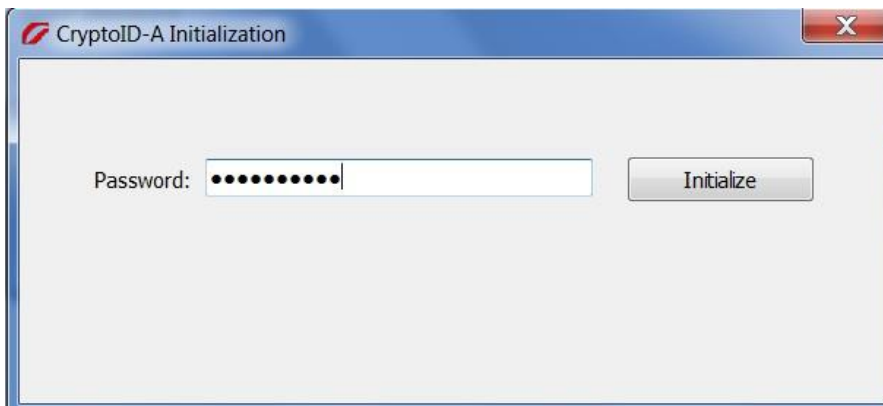 CryptoID-A Initialization
Password: ●●●●●●●●●●
Initialize